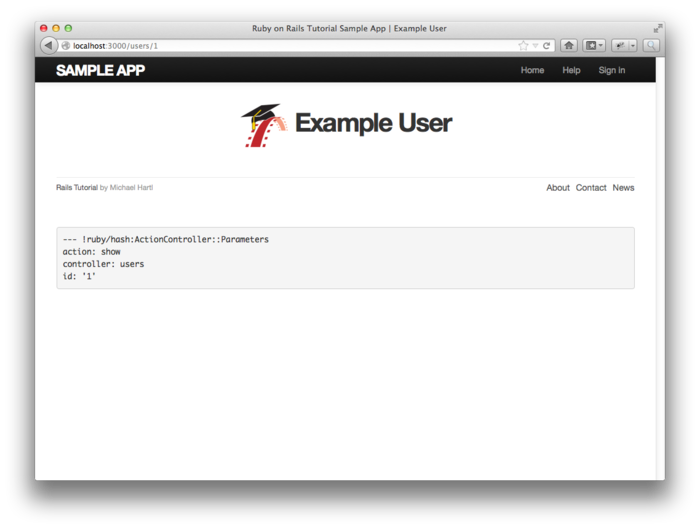 Ruby on Rails Tutorial Sample App | Example User
localhost:3000/users/1
SAMPLE APP Home Help Sign in
Example User
Rails Tutorial by Michael Hartl About Contact News
--- !ruby/hash:ActionController::Parameters
action: show
controller: users
id: '1'